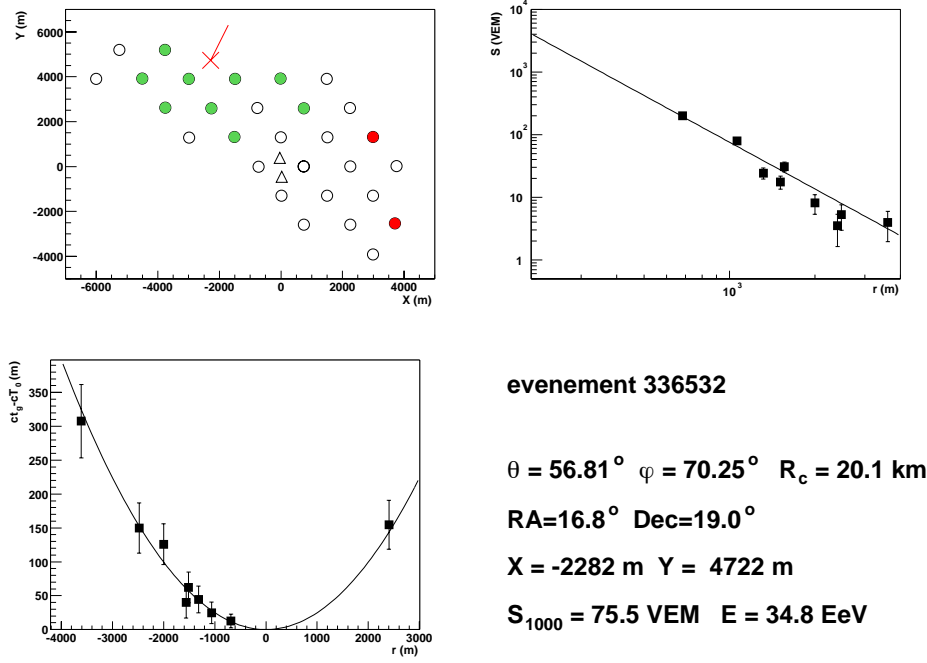 Y (m)
6000
4000
2000
0
-2000
-4000
-6000 -4000 -2000 0 2000 4000
X (m)
S (VEM)
10⁴
10³
10²
10
1
10³
r (m)
ct_g-cT_0 (m)
350
300
250
200
150
100
50
0
-4000 -3000 -2000 -1000 0 1000 2000 3000
r (m)
evenement 336532
θ = 56.81° φ = 70.25° R_c = 20.1 km
RA=16.8° Dec=19.0°
X = -2282 m Y = 4722 m
S_1000 = 75.5 VEM E = 34.8 EeV